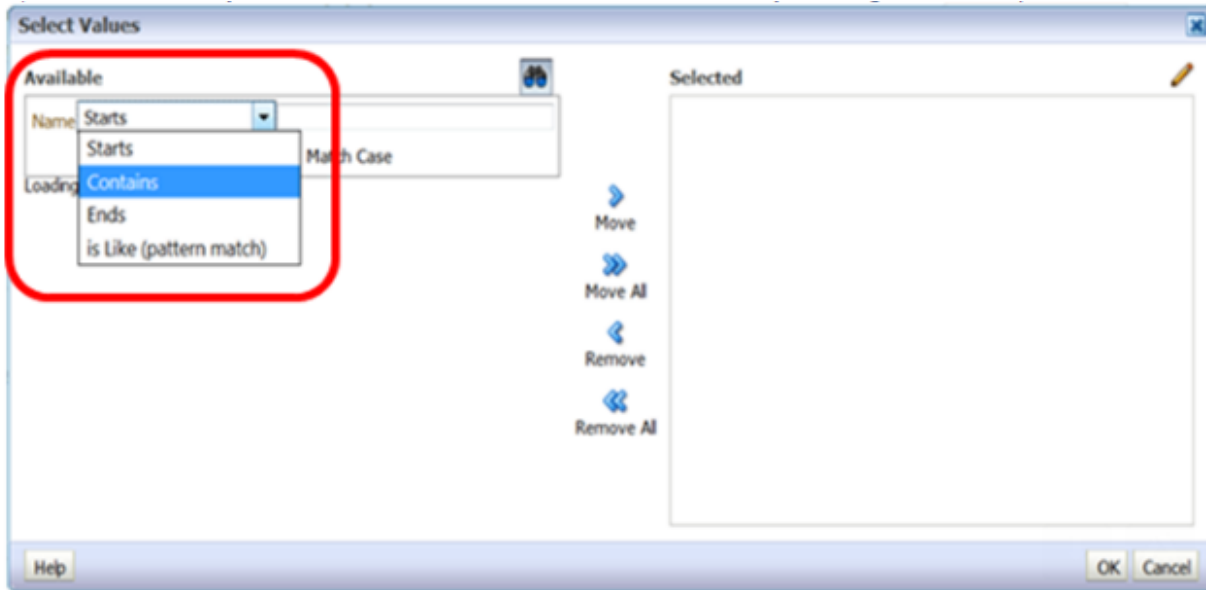 Select Values
Available
Selected
Name Starts
Starts
Match Case
Loading
Contains
Ends
is Like (pattern match)
Move
Move All
Remove
Remove All
Help
OK Cancel